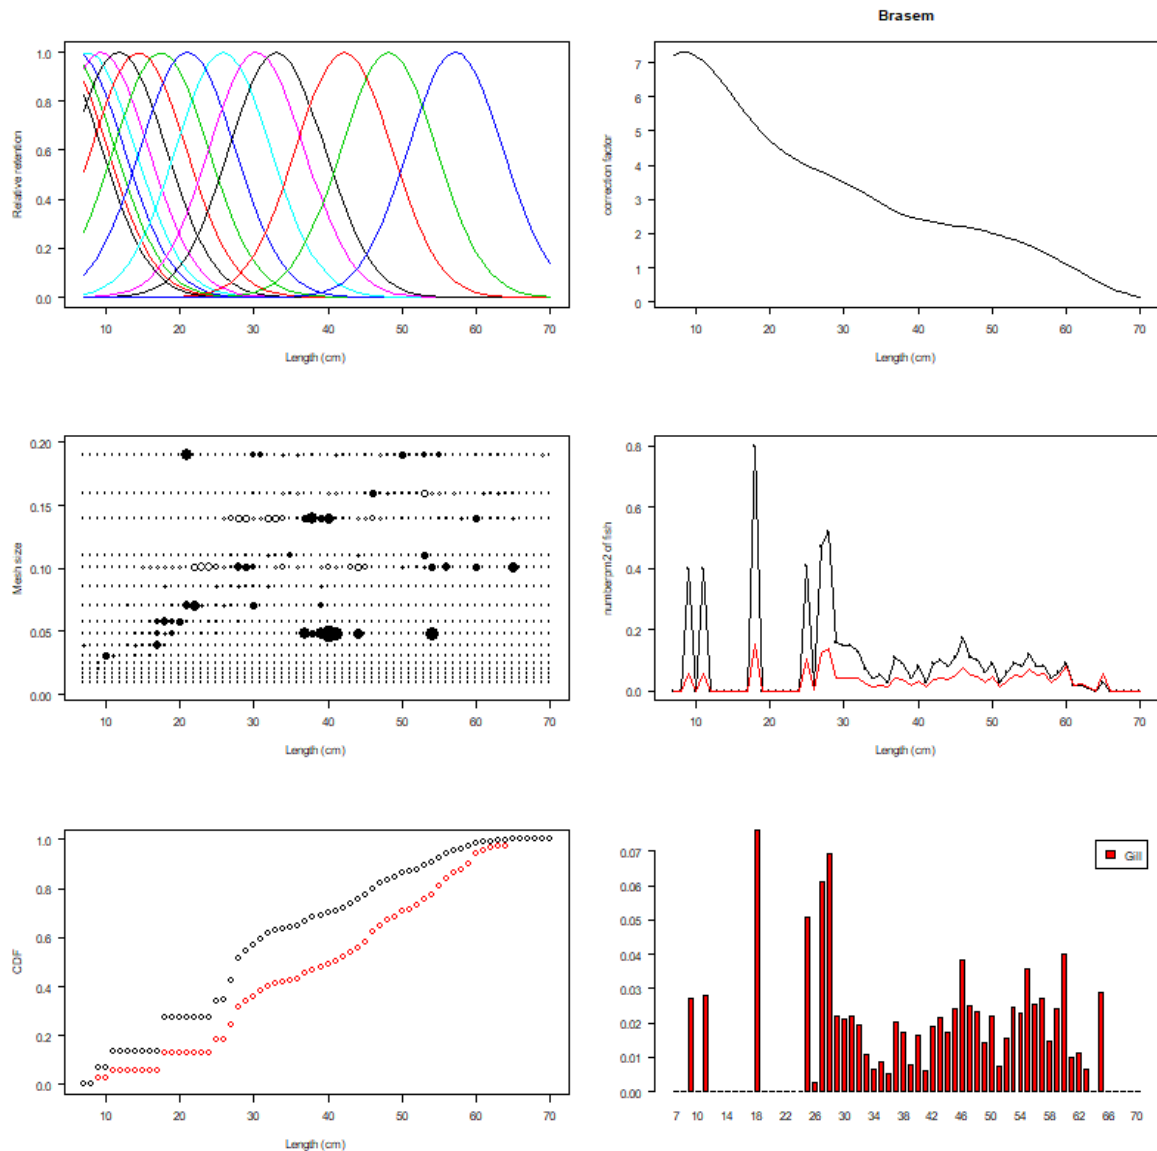 Brasem
Relative retention
1.0
0.8
0.6
0.4
0.2
0.0
10 20 30 40 50 60 70
Length (cm)
correction factor
7
6
5
4
3
2
1
0
10 20 30 40 50 60 70
Length (cm)
Mesh size
0.20
0.15
0.10
0.05
0.00
10 20 30 40 50 60 70
Length (cm)
numberpm2 of fish
0.8
0.6
0.4
0.2
0.0
10 20 30 40 50 60 70
Length (cm)
CDF
1.0
0.8
0.6
0.4
0.2
0.0
10 20 30 40 50 60 70
Length (cm)
0.07
0.06
0.05
0.04
0.03
0.02
0.01
0.00
7 10 14 18 22 26 30 34 38 42 46 50 54 58 62 66 70
Gill